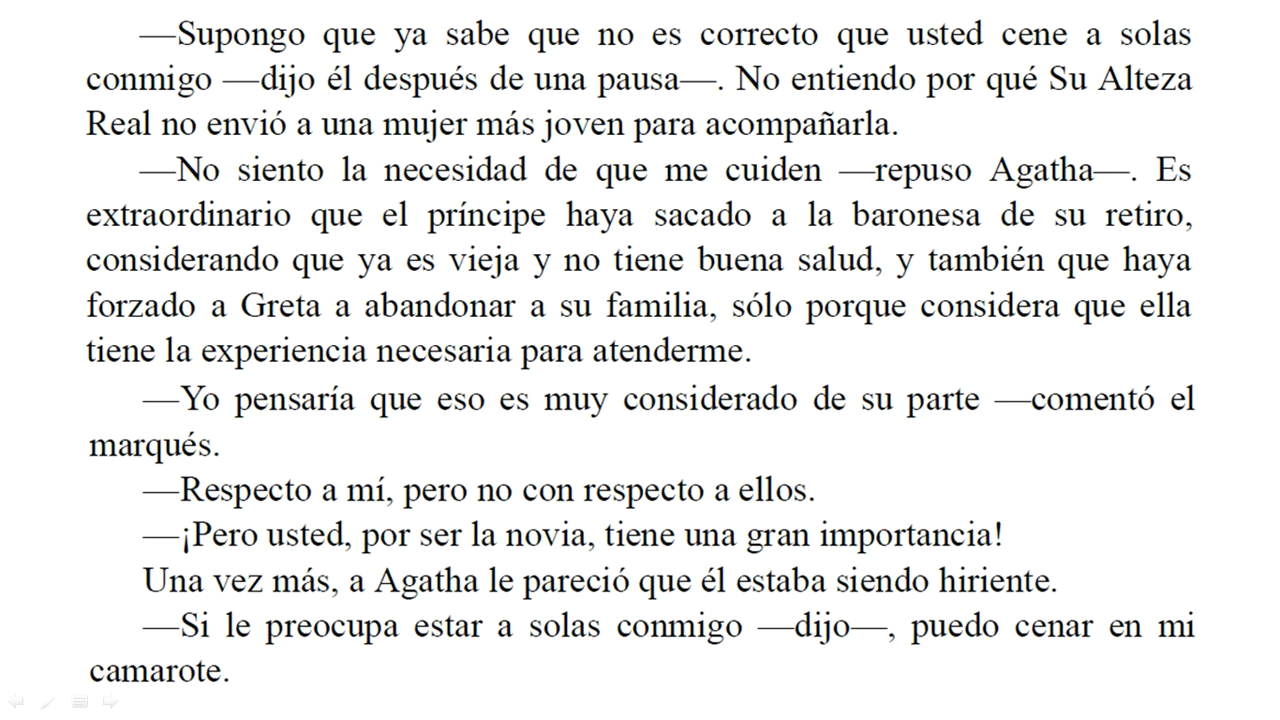 —Supongo que ya sabe que no es correcto que usted cene a solas
conmigo —dijo él después de una pausa—. No entiendo por qué Su Alteza
Real no envió a una mujer más joven para acompañarla.
—No siento la necesidad de que me cuiden —repuso Agatha—. Es
extraordinario que el príncipe haya sacado a la baronesa de su retiro,
considerando que ya es vieja y no tiene buena salud, y también que haya
forzado a Greta a abandonar a su familia, sólo porque considera que ella
tiene la experiencia necesaria para atenderme.
—Yo pensaría que eso es muy considerado de su parte —comentó el
marqués.
—Respecto a mí, pero no con respecto a ellos.
—¡Pero usted, por ser la novia, tiene una gran importancia!
Una vez más, a Agatha le pareció que él estaba siendo hiriente.
—Si le preocupa estar a solas conmigo —dijo—, puedo cenar en mi
camarote.